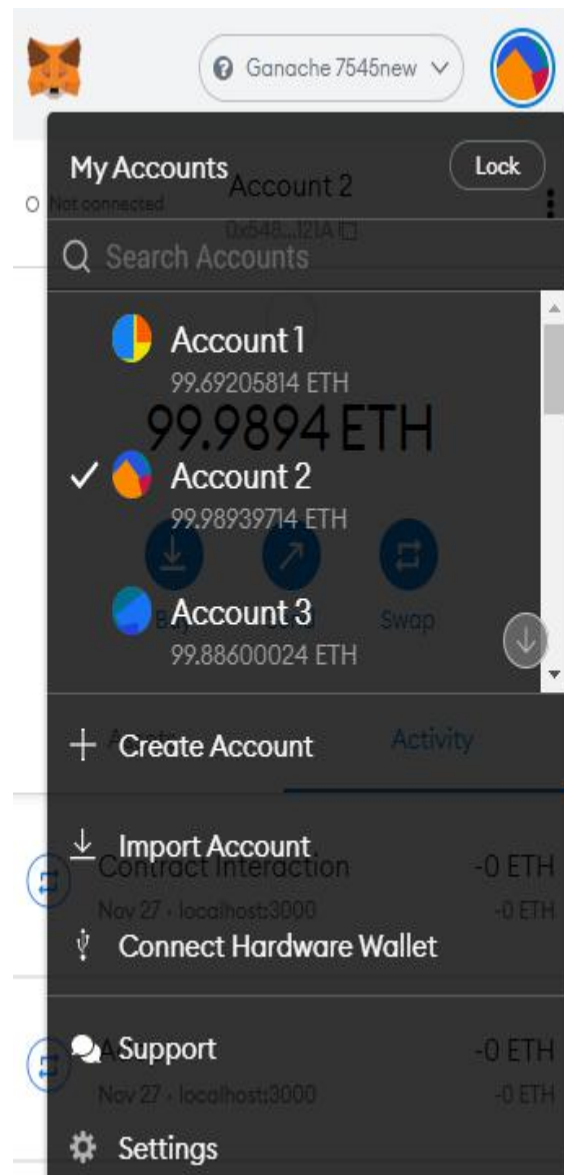 Ganache 7545new
My Accounts
Lock
Account 2
Not connected
0x548...121A
Search Accounts
Account 1
99.69205814 ETH
99.9894 ETH
Account 2
99.98939714 ETH
Account 3
Swap
99.88600024 ETH
Create Account
Activity
Import Account
Contract Interaction
-0 ETH
Nov 27 · localhost:3000
-0 ETH
Connect Hardware Wallet
Support
-0 ETH
Nov 27 · localhost:3000
-0 ETH
Settings